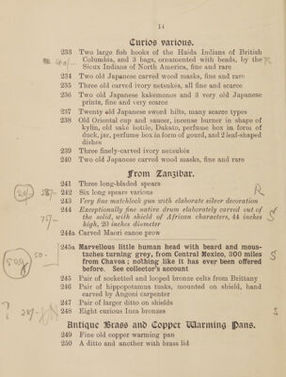 14
Curios various.
233 Two large fish hooks of the Haida Indians of British
Columbia, and 3 bags, ornamented with beads, by the
Sioux Indians of North America, fine and rare
234 Two old Japanese carved wood masks, fine and rare
235 Three old carved ivory netsukés, all fine and scarce
236 Two old Japanese kakemonos and 3 very old Japanese
prints, fine and very scarce
237 Twenty old Japanese sword hilts, many scarce types
238 Old Oriental cup and saucer, incense burner in shape of
kylin, old sake bottle, Dakato, perfume box in form of
duck, jar, perfume box in form of gourd, and 2 leaf-shaped
dishes
239 Three finely-carved ivory netsukés
240 Two old Japanese carved wood masks, fine and rare
From Zanzibar.
241 Three long-bladed spears
242 Six long spears various
243 Very fine matchlock gun with elaborate silver decoration
244 Exceptionally fine native drum elaborately carved out of
the solid, with shield of African characters, 44 inches
high, 20 inches diameter
244a Carved Maori canoe prow
245a Marvellous little human head with beard and mous-
taches turning grey, from Central Mexico, 300 miles
from Chavos; nothing like it has ever been offered
before. See collector's account
245 Pair of socketted and looped bronze celts from Brittany
246 Pair of hippopotamus tusks, mounted on shield, hand
carved by Angoni carpenter
247 Pair of larger ditto on shields
248 Eight curious Inca bronzes
Antique Brass and Copper Warming Pans.
249 Fine old copper warming pan
250 A ditto and another with brass lid